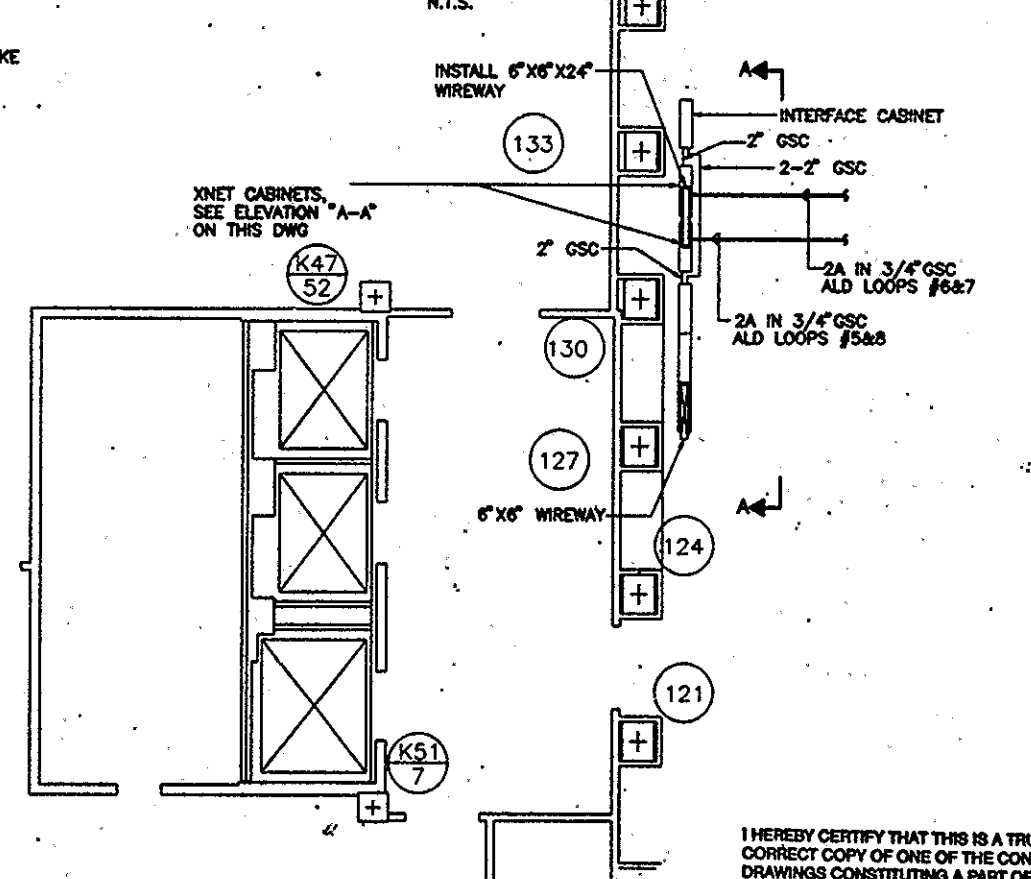 N.T.S.
KE
INSTALL 6"X6"X24"
WIREWAY
A
INTERFACE CABINET
133
2" GSC
2-2" GSC
XNET CABINETS,
SEE ELEVATION "A-A"
ON THIS DWG
2" GSC
K47
52
2A IN 3/4"GSC
ALD LOOPS #6&7
2A IN 3/4"GSC
ALD LOOPS #5&8
130
127
6"X6" WIREWAY
A
124
121
K51
7
I HEREBY CERTIFY THAT THIS IS A TRU
CORRECT COPY OF ONE OF THE CON
DRAWINGS CONSTITUTING A PART OF